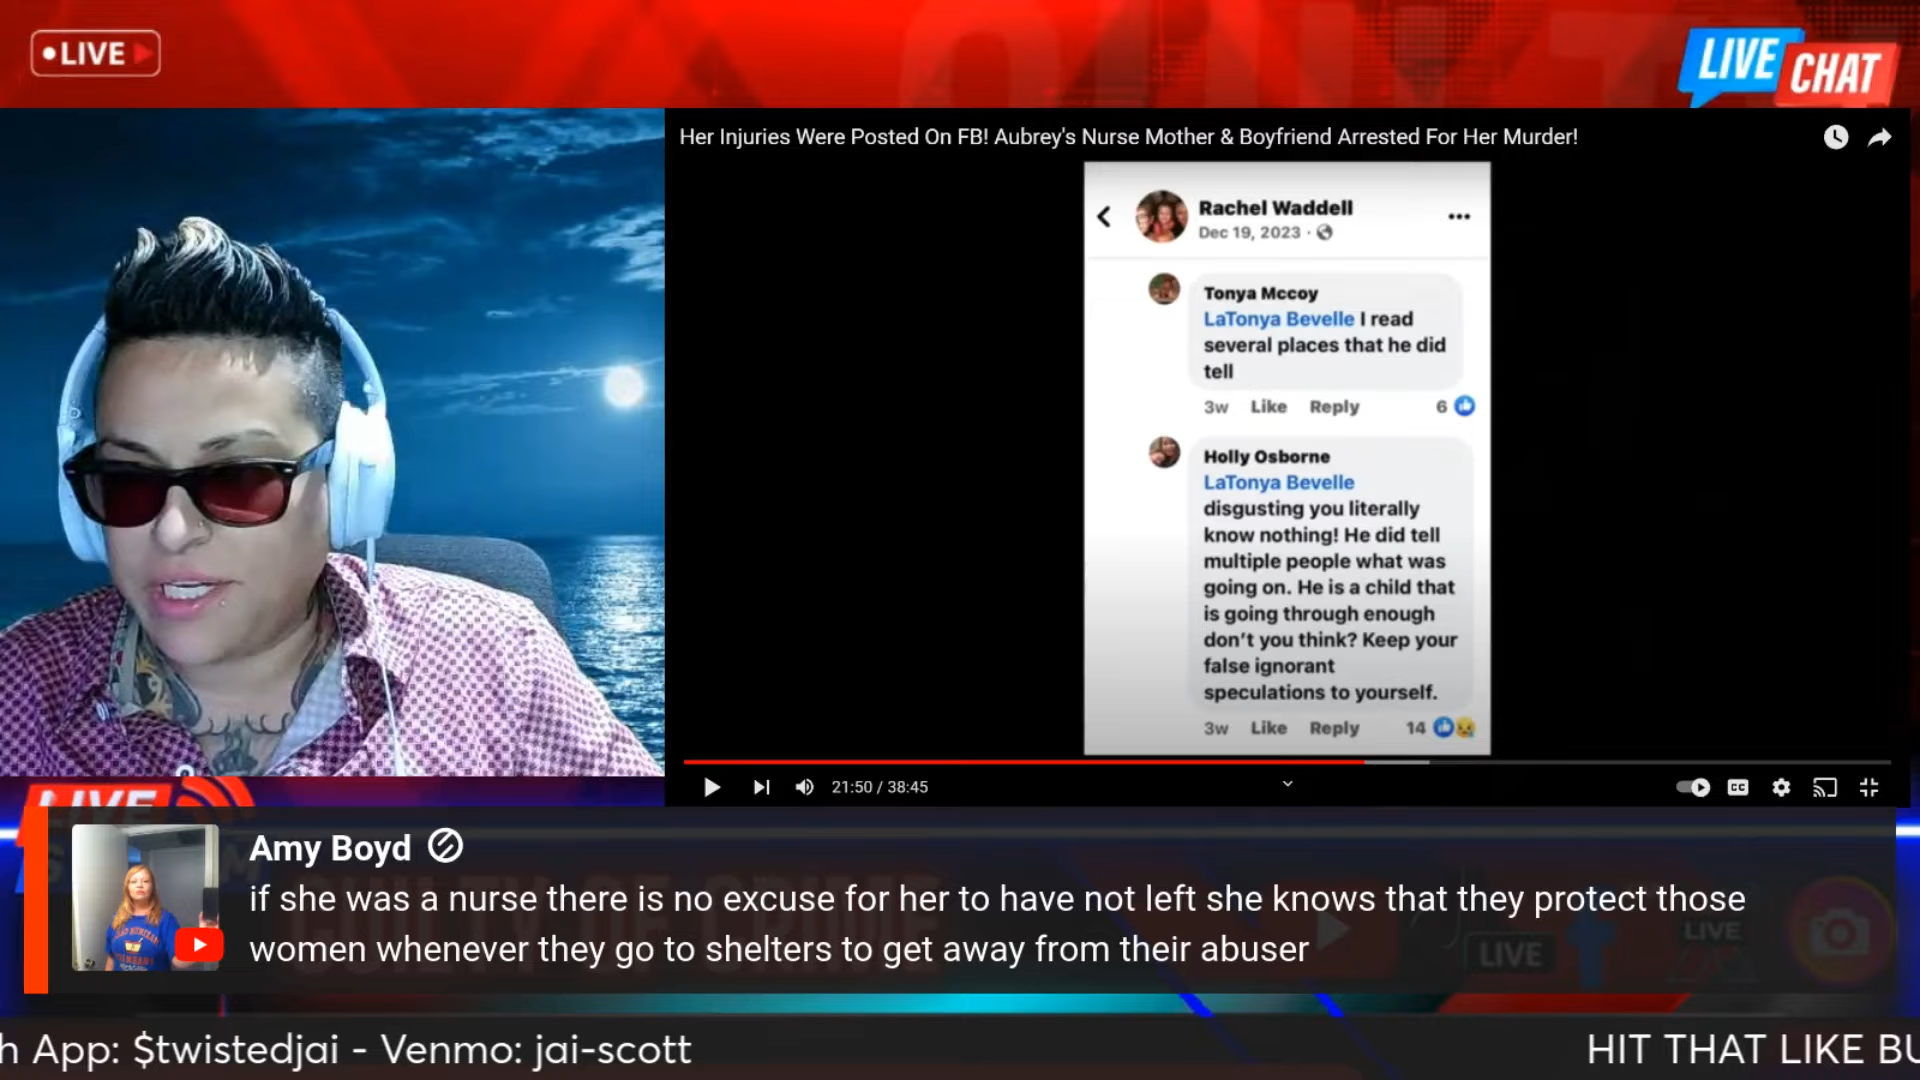 LIVE
LIVE CHAT
Her Injuries Were Posted On FB! Aubrey's Nurse Mother & Boyfriend Arrested For Her Murder!
Rachel Waddell
Dec 19, 2023 ·
Tonya Mccoy
LaTonya Bevelle I read
several places that he did
tell
3w Like Reply 6
Holly Osborne
LaTonya Bevelle
disgusting you literally
know nothing! He did tell
multiple people what was
going on. He is a child that
is going through enough
don't you think? Keep your
false ignorant
speculations to yourself.
3w Like Reply 14
21:50 / 38:45
CC
LIVE
Amy Boyd
if she was a nurse there is no excuse for her to have not left she knows that they protect those
women whenever they go to shelters to get away from their abuser
LIVE
LIVE
h App: $twistedjai - Venmo: jai-scott
HIT THAT LIKE BU